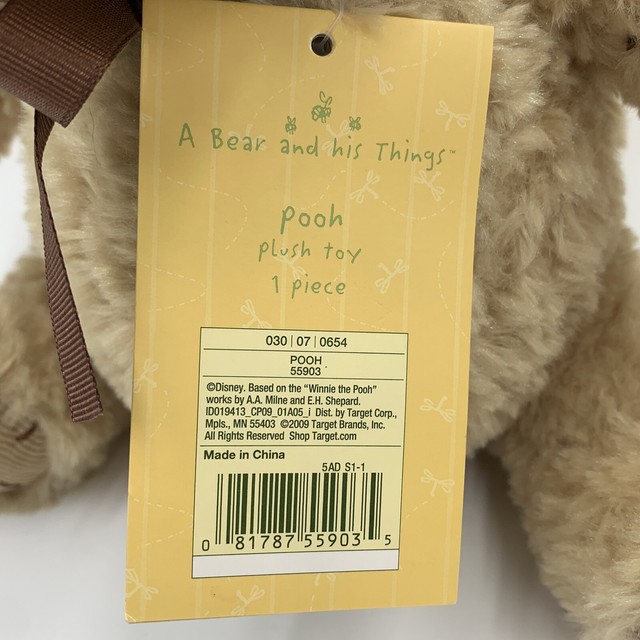 A Bear and his Things™
pooh
plush toy
1 piece
030 | 07 | 0654
POOH
55903
©Disney. Based on the "Winnie the Pooh"
works by A.A. Milne and E.H. Shepard.
ID019413_CP09_01A05_i Dist. by Target Corp.,
Mpls., MN 55403 ©2009 Target Brands, Inc.
All Rights Reserved Shop Target.com
Made in China
5AD S1-1
0 81787 55903 5